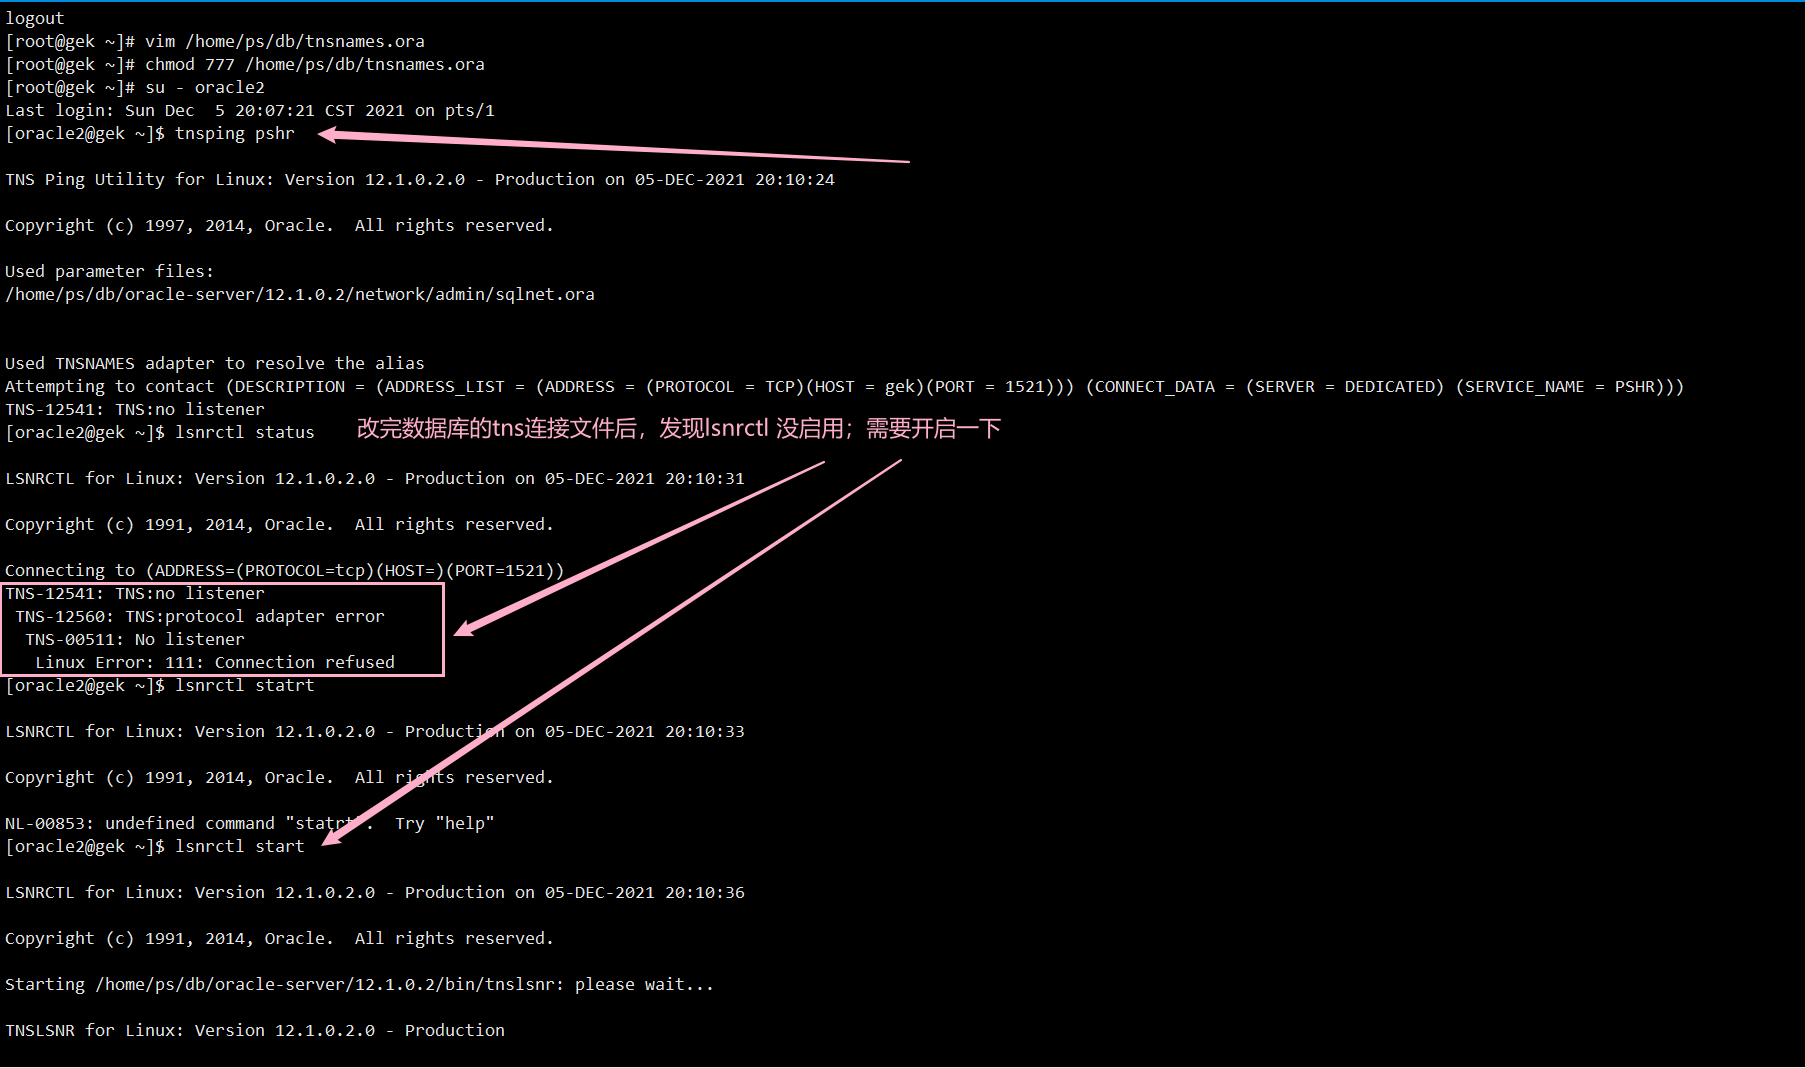 logout
[root@gek ~]# vim /home/ps/db/tnsnames.ora
[root@gek ~]# chmod 777 /home/ps/db/tnsnames.ora
[root@gek ~]# su - oracle2
Last login: Sun Dec  5 20:07:21 CST 2021 on pts/1
[oracle2@gek ~]$ tnsping pshr
TNS Ping Utility for Linux: Version 12.1.0.2.0 - Production on 05-DEC-2021 20:10:24
Copyright (c) 1997, 2014, Oracle.  All rights reserved.
Used parameter files:
/home/ps/db/oracle-server/12.1.0.2/network/admin/sqlnet.ora
Used TNSNAMES adapter to resolve the alias
Attempting to contact (DESCRIPTION = (ADDRESS_LIST = (ADDRESS = (PROTOCOL = TCP)(HOST = gek)(PORT = 1521))) (CONNECT_DATA = (SERVER = DEDICATED) (SERVICE_NAME = PSHR)))
TNS-12541: TNS:no listener
[oracle2@gek ~]$ lsnrctl status
改完数据库的tns连接文件后，发现lsnrctl 没启用；需要开启一下
LSNRCTL for Linux: Version 12.1.0.2.0 - Production on 05-DEC-2021 20:10:31
Copyright (c) 1991, 2014, Oracle.  All rights reserved.
Connecting to (ADDRESS=(PROTOCOL=tcp)(HOST=)(PORT=1521))
TNS-12541: TNS:no listener
 TNS-12560: TNS:protocol adapter error
  TNS-00511: No listener
   Linux Error: 111: Connection refused
[oracle2@gek ~]$ lsnrctl statrt
LSNRCTL for Linux: Version 12.1.0.2.0 - Production on 05-DEC-2021 20:10:33
Copyright (c) 1991, 2014, Oracle.  All rights reserved.
NL-00853: undefined command "statrt".  Try "help"
[oracle2@gek ~]$ lsnrctl start
LSNRCTL for Linux: Version 12.1.0.2.0 - Production on 05-DEC-2021 20:10:36
Copyright (c) 1991, 2014, Oracle.  All rights reserved.
Starting /home/ps/db/oracle-server/12.1.0.2/bin/tnslsnr: please wait...
TNSLSNR for Linux: Version 12.1.0.2.0 - Production